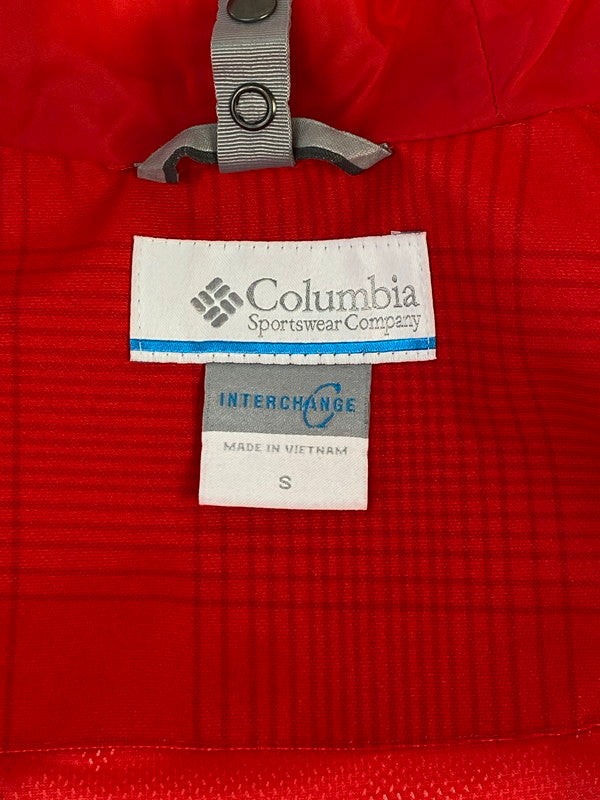 Columbia
Sportswear Company
INTERCHANGE
MADE IN VIETNAM
S